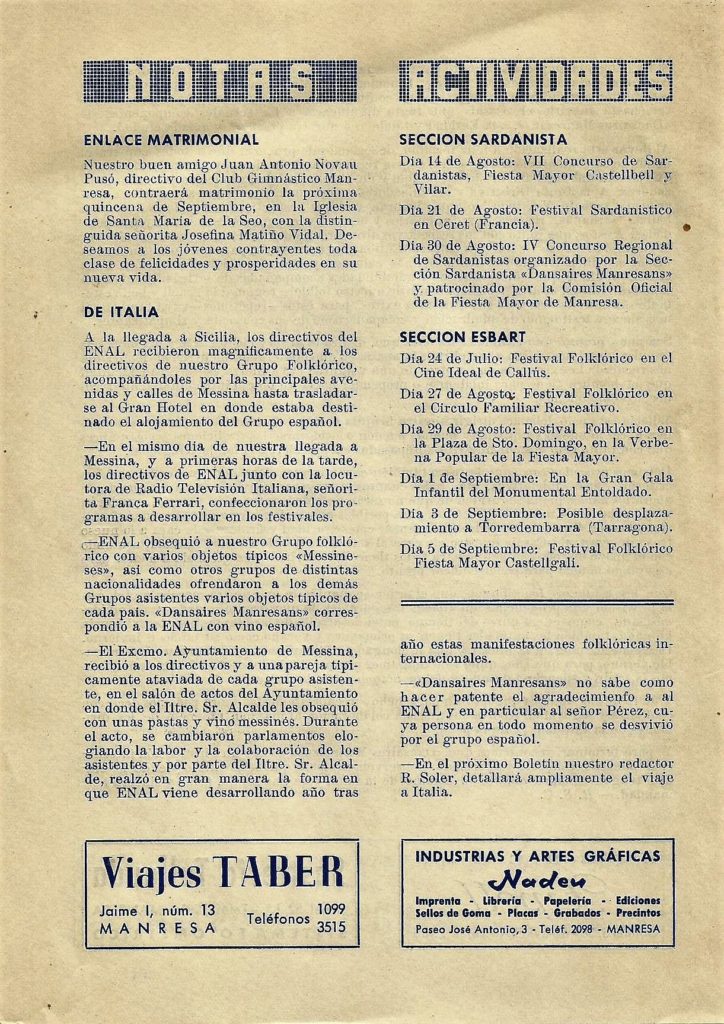 NOTAS
ENLACE MATRIMONIAL
Nuestro buen amigo Juan Antonio Novau
Pusó, directivo del Club Gimnástico Man-
resa, contraerá matrimonio la próxima
quincena de Septiembre, en la Iglesia
de Santa María de la Seo, con la distin-
guida señorita Josefina Matiño Vidal. De-
seamos a los jóvenes contrayentes toda
clase de felicidades y prosperidades en su
nueva vida.
DE ITALIA
A la llegada a Sicilia, los directivos del
ENAL recibieron magníficamente a los
directivos de nuestro Grupo Folklórico,
acompañándoles por las principales ave-
nidas y calles de Messina hasta trasladar-
se al Gran Hotel en donde estaba desti-
nado el alojamiento del Grupo español.
—En el mismo día de nuestra llegada a
Messina, y a primeras horas de la tarde,
los directivos de ENAL junto con la locu-
tora de Radio Televisión Italiana, señori-
ta Franca Ferrari, confeccionaron los pro-
gramas a desarrollar en los festivales.
—ENAL obsequió a nuestro Grupo folkló-
rico con varios objetos típicos «Messine-
ses», así como otros grupos de distintas
nacionalidades ofrendaron a los demás
Grupos asistentes varios objetos típicos de
cada país. «Dansaires Manresans» corres-
pondió a la ENAL con vino español.
—El Excmo. Ayuntamiento de Messina,
recibió a los directivos y a una pareja típi-
camente ataviada de cada grupo asisten-
te, en el salón de actos del Ayuntamiento
en donde el Iltre. Sr. Alcalde les obsequió
con unas pastas y vino messinés. Durante
el acto, se cambiaron parlamentos elo-
giando la labor y la colaboración de los
asistentes y por parte del Iltre. Sr. Alcal-
de, realzó en gran manera la forma en
que ENAL viene desarrollando año tras
ACTIVIDADES
SECCION SARDANISTA
Día 14 de Agosto: VII Concurso de Sar-
danistas, Fiesta Mayor Castellbell y
Vilar.
Día 21 de Agosto: Festival Sardanístico
en Céret (Francia).
Día 30 de Agosto: IV Concurso Regional
de Sardanistas organizado por la Sec-
ción Sardanista «Dansaires Manresans»
y patrocinado por la Comisión Oficial
de la Fiesta Mayor de Manresa.
SECCION ESBART
Día 24 de Julio: Festival Folklórico en el
Cine Ideal de Callús.
Día 27 de Agosto: Festival Folklórico en
el Círculo Familiar Recreativo.
Día 29 de Agosto: Festival Folklórico en
la Plaza de Sto. Domingo, en la Verbe-
na Popular de la Fiesta Mayor.
Día 1 de Septiembre: En la Gran Gala
Infantil del Monumental Entoldado.
Día 3 de Septiembre: Posible desplaza-
miento a Torredembarra (Tarragona).
Día 5 de Septiembre: Festival Folklórico
Fiesta Mayor Castellgalí.
año estas manifestaciones folklóricas in-
ternacionales.
—«Dansaires Manresans» no sabe como
hacer patente el agradecimienfo a al
ENAL y en particular al señor Pérez, cu-
ya persona en todo momento se desvivió
por el grupo español.
—En el próximo Boletín nuestro redactor
R. Soler, detallará ampliamente el viaje
a Italia.
Viajes TABER
Jaime I, núm. 13
MANRESA
Teléfonos 1099
3515
INDUSTRIAS Y ARTES GRÁFICAS
Nadeu
Imprenta - Librería - Papelería - Ediciones
Sellos de Goma - Placas - Grabados - Precintos
Paseo José Antonio, 3 - Teléf. 2098 - MANRESA